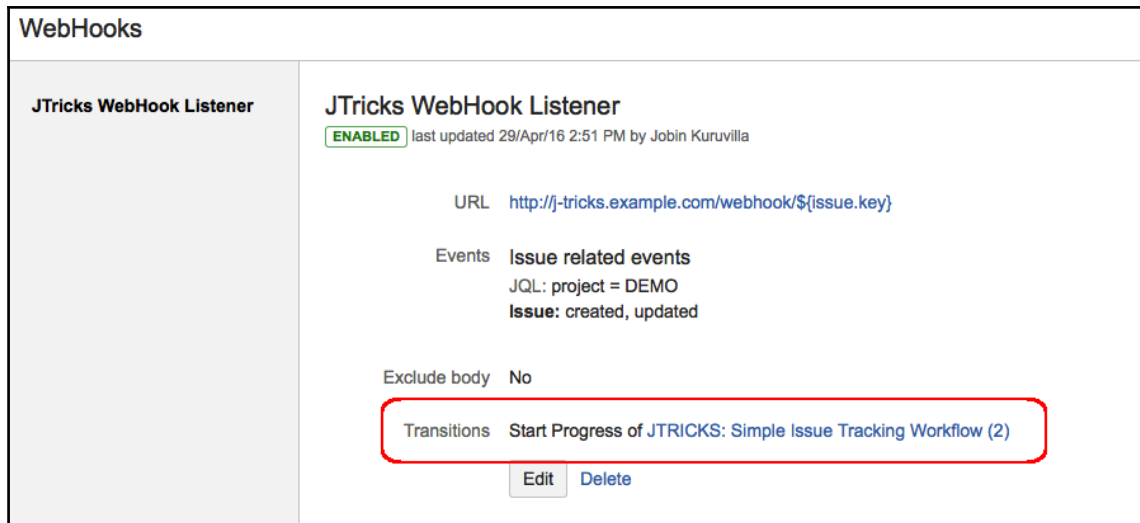 WebHooks
JTricks WebHook Listener
JTricks WebHook Listener
ENABLED last updated 29/Apr/16 2:51 PM by Jobin Kuruvilla
URL http://j-tricks.example.com/webhook/${issue.key}
Events Issue related events
JQL: project = DEMO
Issue: created, updated
Exclude body No
Transitions Start Progress of JTRICKS: Simple Issue Tracking Workflow (2)
Edit Delete